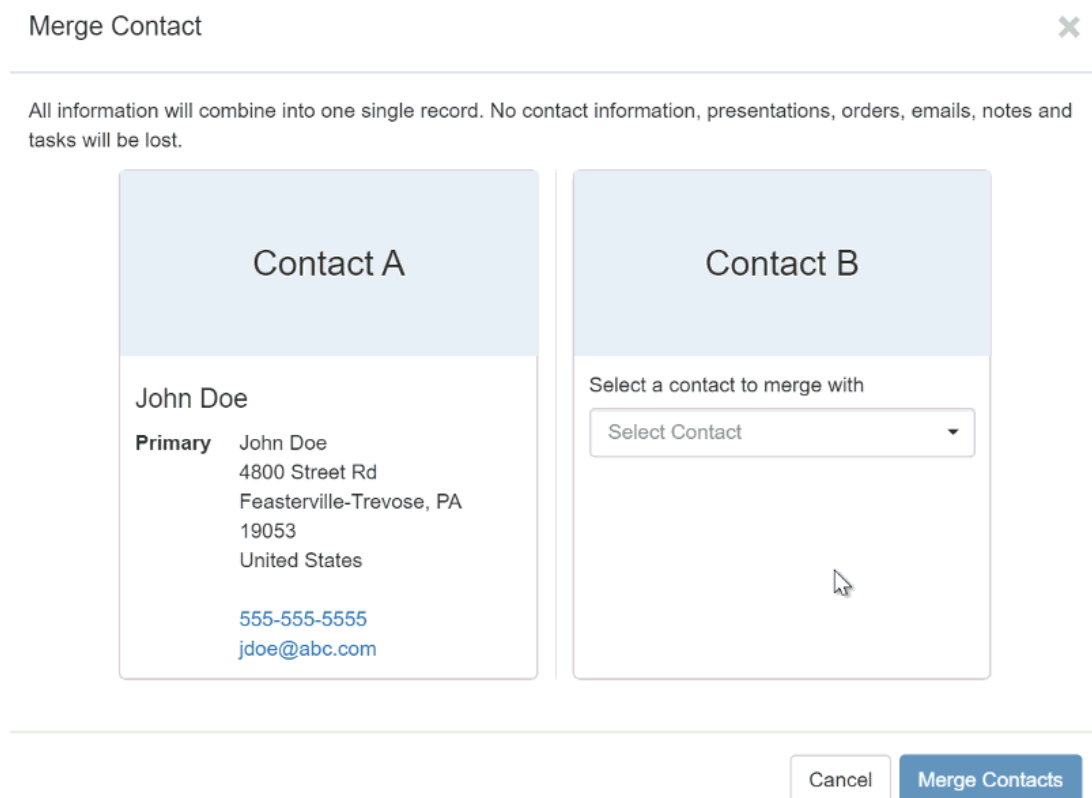 Merge Contact
All information will combine into one single record. No contact information, presentations, orders, emails, notes and
tasks will be lost.
Contact A
John Doe
Primary John Doe
4800 Street Rd
Feasterville-Trevose, PA
19053
United States
555-555-5555
jdoe@abc.com
Contact B
Select a contact to merge with
Select Contact
Cancel Merge Contacts